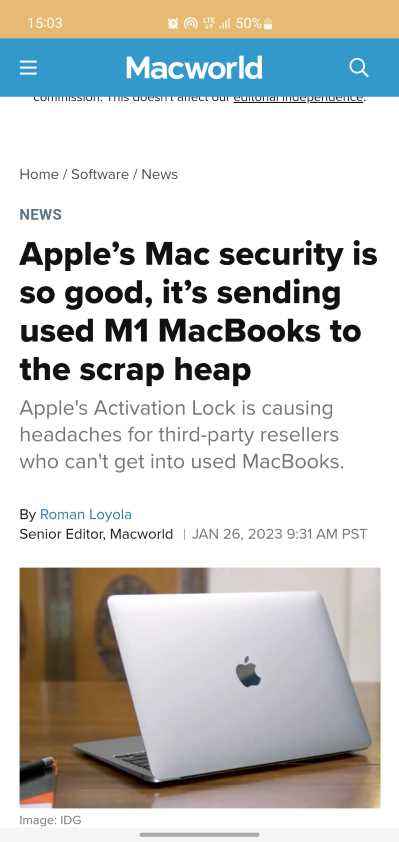 15:03 LTE 50%
Macworld
commission. This doesn't affect our editorial independence.
Home / Software / News
NEWS
Apple's Mac security is
so good, it's sending
used M1 MacBooks to
the scrap heap
Apple's Activation Lock is causing
headaches for third-party resellers
who can't get into used MacBooks.
By Roman Loyola
Senior Editor, Macworld | JAN 26, 2023 9:31 AM PST
Image: IDG